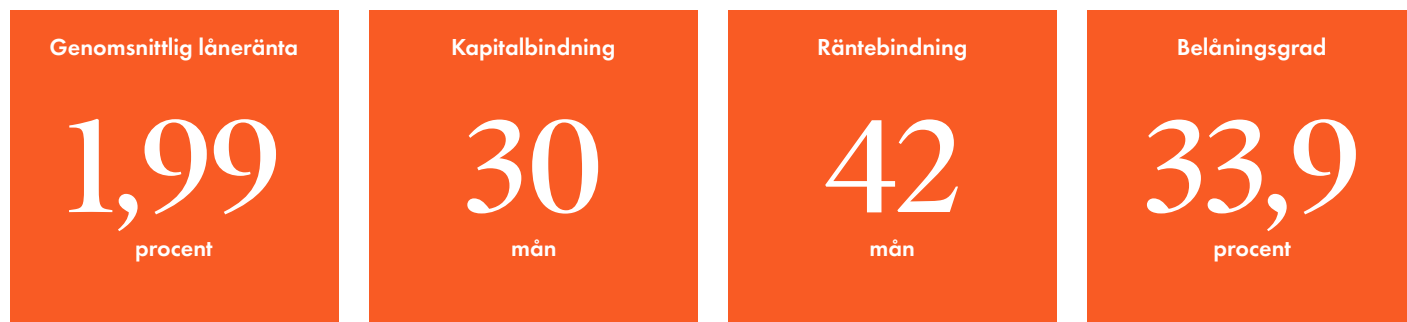 Genomsnittlig låneränta
1,99
procent
Kapitalbindning
30
mån
Räntebindning
42
mån
Belåningsgrad
33,9
procent